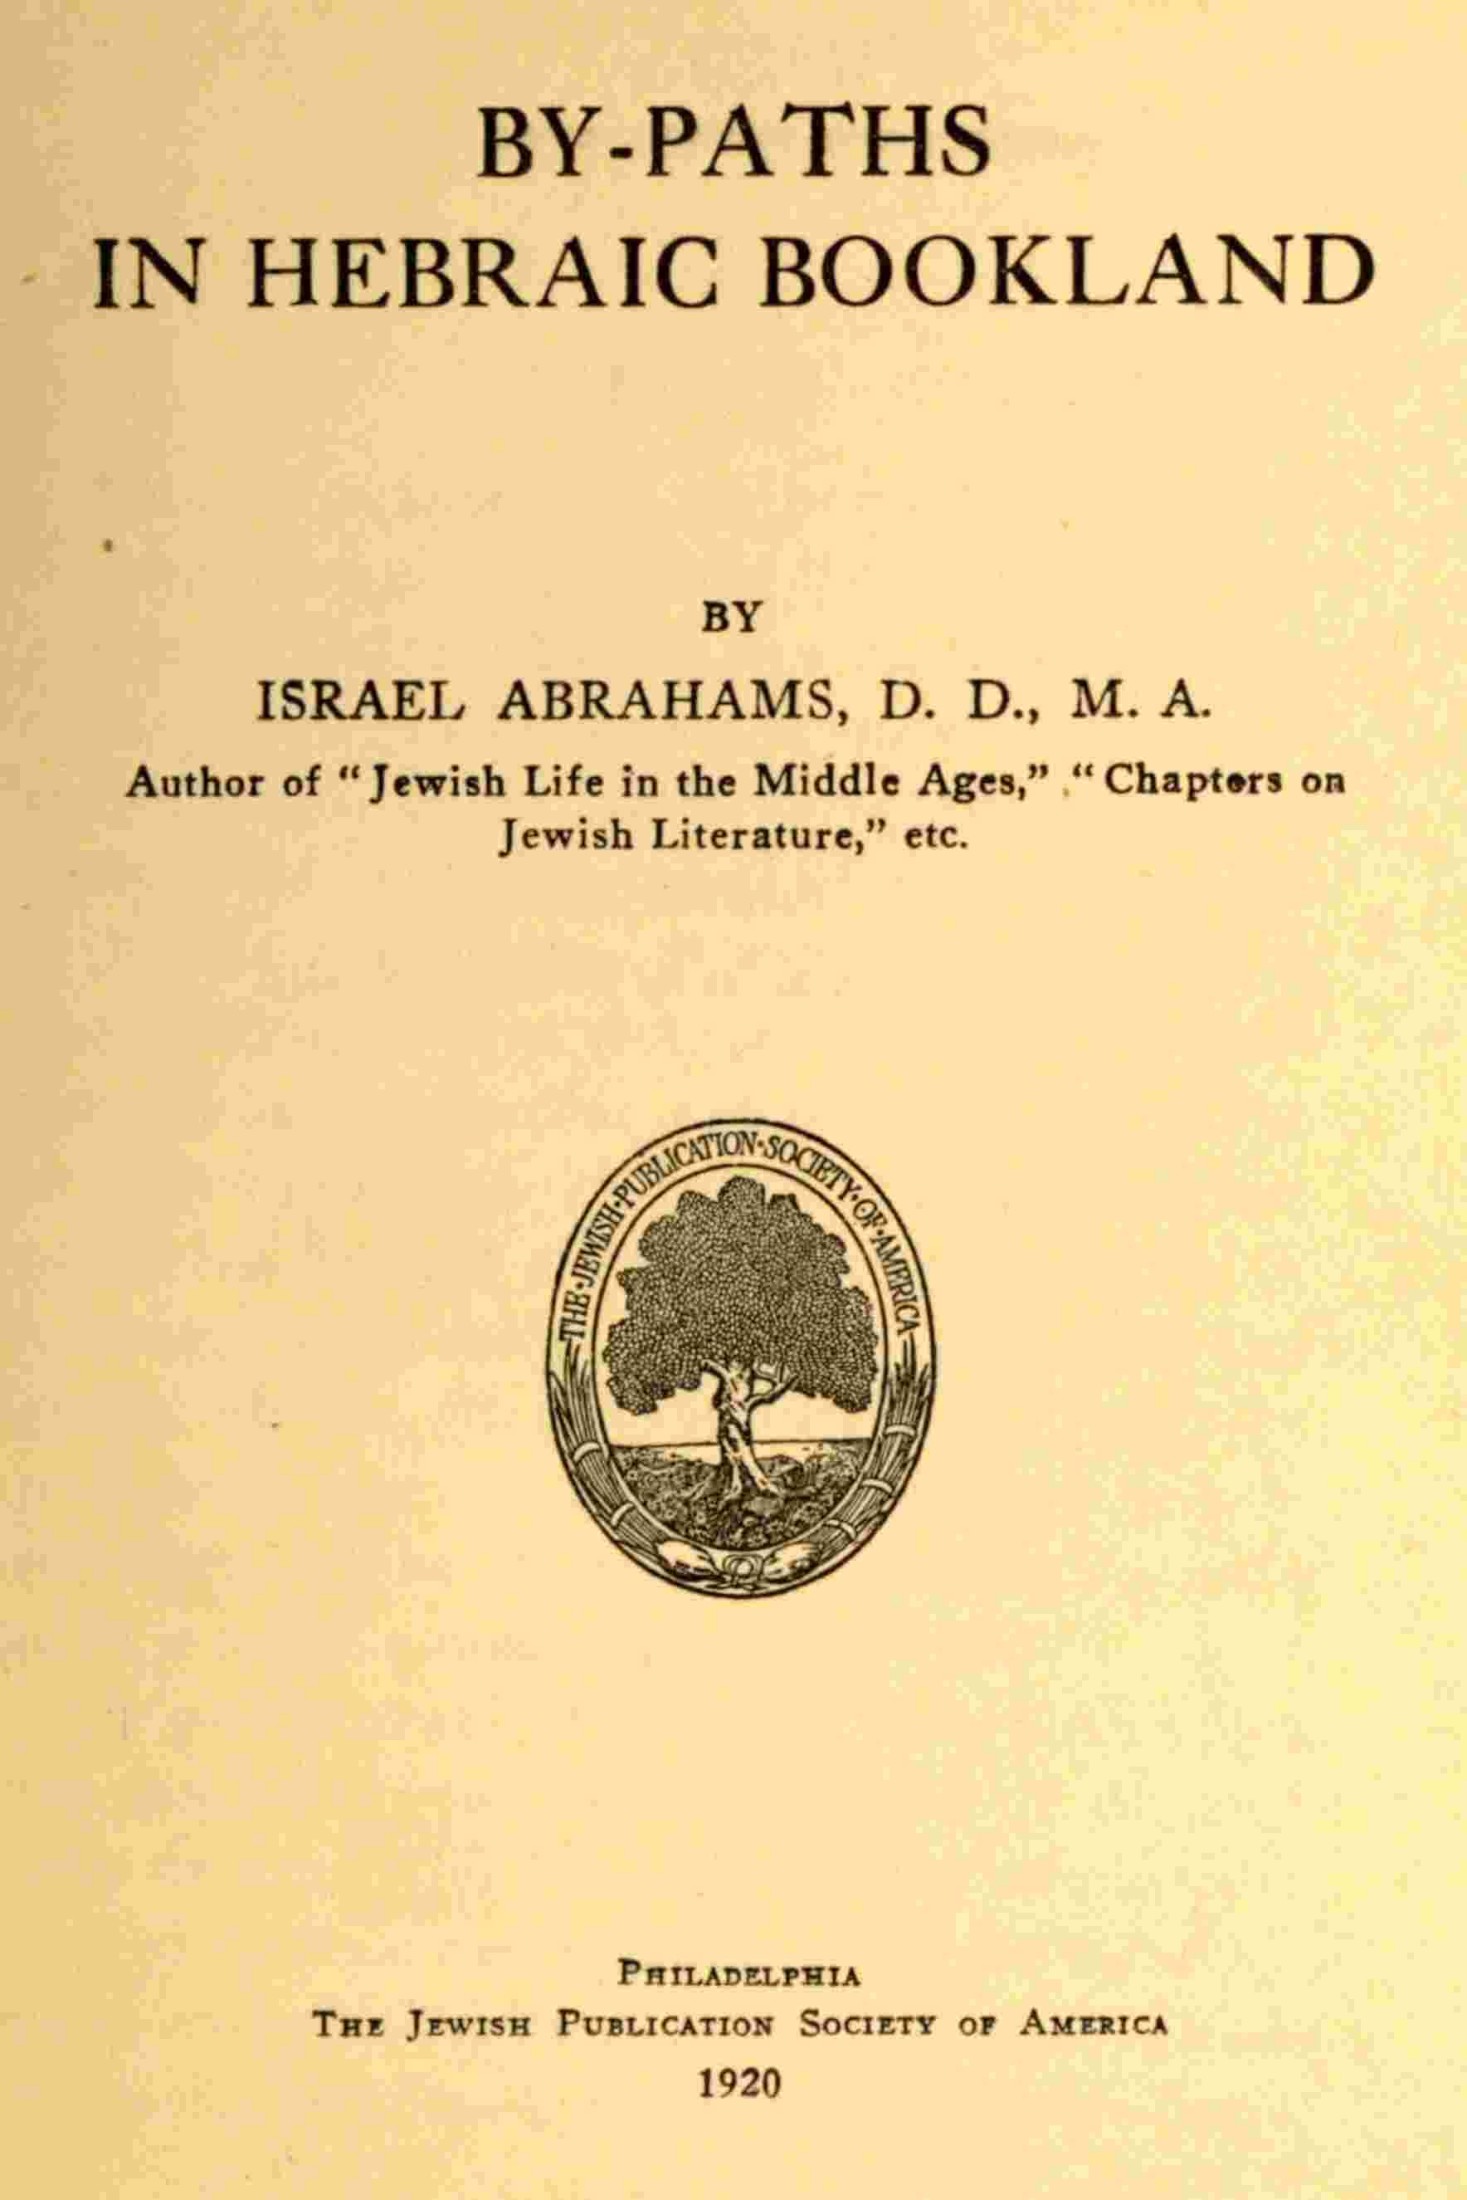 BY-PATHS
IN HEBRAIC BOOKLAND
BY
ISRAEL ABRAHAMS, D. D., M. A.
Author of “Jewish Life in the Middle Ages,” “Chapters on
Jewish Literature,” etc.
THE·JEWISH·PUBLICATION·SOCIETY·OF·AMERICA
PHILADELPHIA
THE JEWISH PUBLICATION SOCIETY OF AMERICA
1920